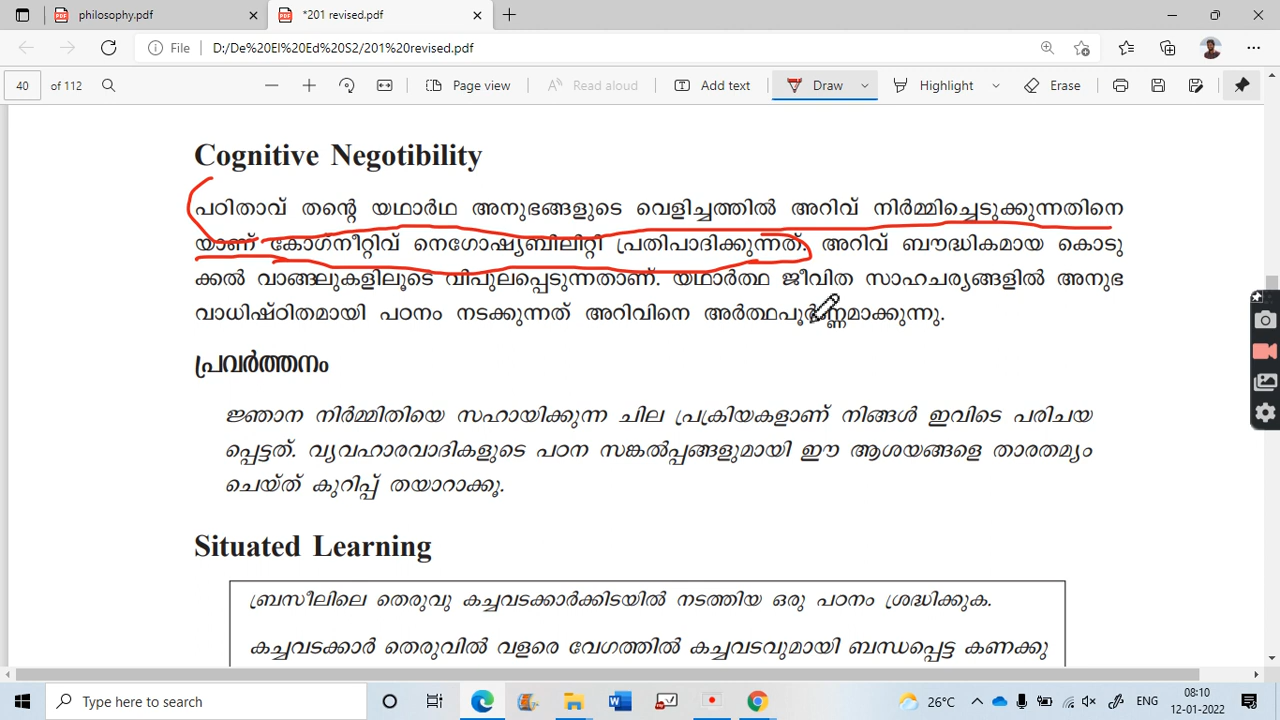 philosophy.pdf
*201 revised.pdf
File D:/De%20El%20Ed%20S2/201%20revised.pdf
40 of 112
Page view
Read aloud
Add text
Draw
Highlight
Erase
Cognitive Negotibility
പഠിതാവ് തന്റെ യഥാർഥ അനുഭങ്ങളുടെ വെളിച്ചത്തിൽ അറിവ് നിർമ്മിച്ചെടുക്കുന്നതിനെ
യാണ് കോഗ്നീറ്റിവ് നെഗോഷ്യബിലിറ്റി പ്രതിപാദിക്കുന്നത്. അറിവ് ബൗദ്ധികമായ കൊടു
ക്കൽ വാങ്ങലുകളിലൂടെ വിപുലപ്പെടുന്നതാണ്. യഥാർത്ഥ ജീവിത സാഹചര്യങ്ങളിൽ അനുഭ
വാധിഷ്ഠിതമായി പഠനം നടക്കുന്നത് അറിവിനെ അർത്ഥപൂർണ്ണമാക്കുന്നു.
പ്രവർത്തനം
ജ്ഞാന നിർമ്മിതിയെ സഹായിക്കുന്ന ചില പ്രക്രിയകളാണ് നിങ്ങൾ ഇവിടെ പരിചയ
പ്പെട്ടത്. വ്യവഹാരവാദികളുടെ പഠന സങ്കൽപ്പങ്ങളുമായി ഈ ആശയങ്ങളെ താരതമ്യം
ചെയ്ത് കുറിപ്പ് തയാറാക്കൂ.
Situated Learning
ബ്രസീലിലെ തെരുവു കച്ചവടക്കാർക്കിടയിൽ നടത്തിയ ഒരു പഠനം ശ്രദ്ധിക്കുക.
കച്ചവടക്കാർ തെരുവിൽ വളരെ വേഗത്തിൽ കച്ചവടവുമായി ബന്ധപ്പെട്ട കണക്കു
Type here to search
26°C
ENG
08:10
12-01-2022